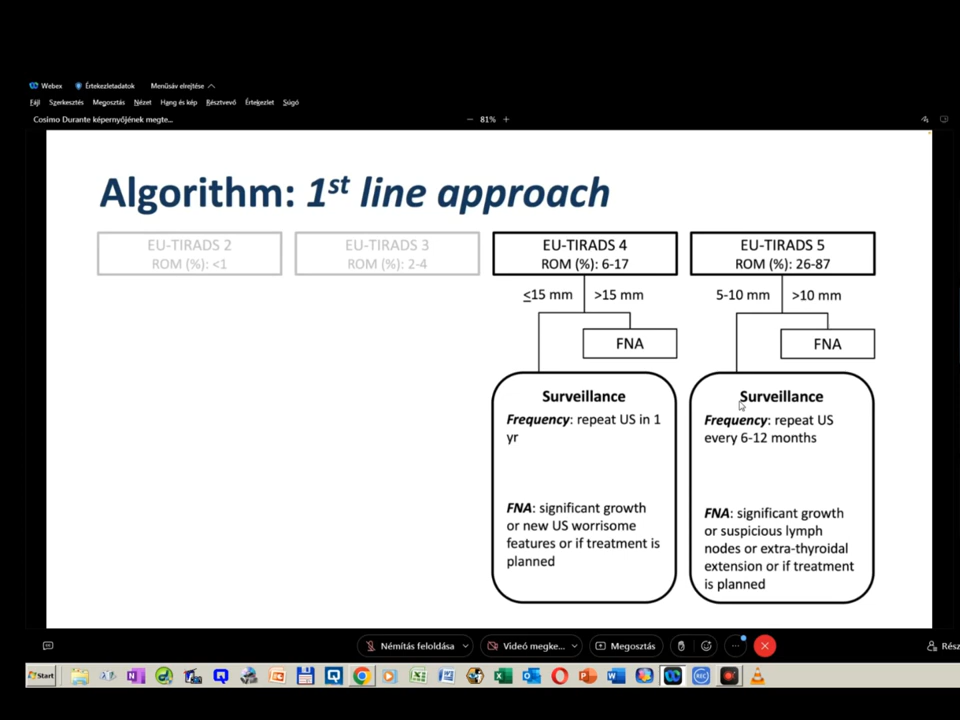 Webex Értekezletadatok Menüsáv elrejtése
Fájl Szerkesztés Megosztás Nézet Hang és kép Résztvevő Értekezlet Súgó
Cosimo Durante képernyőjének megte...
− 81% +
Algorithm: 1st line approach
EU-TIRADS 2
ROM (%): <1
EU-TIRADS 3
ROM (%): 2-4
EU-TIRADS 4
ROM (%): 6-17
EU-TIRADS 5
ROM (%): 26-87
≤15 mm >15 mm
5-10 mm >10 mm
FNA
FNA
Surveillance
Frequency: repeat US in 1
yr
FNA: significant growth
or new US worrisome
features or if treatment is
planned
Surveillance
Frequency: repeat US
every 6-12 months
FNA: significant growth
or suspicious lymph
nodes or extra-thyroidal
extension or if treatment
is planned
Némítás feloldása Videó megke... Megosztás Rész
Start